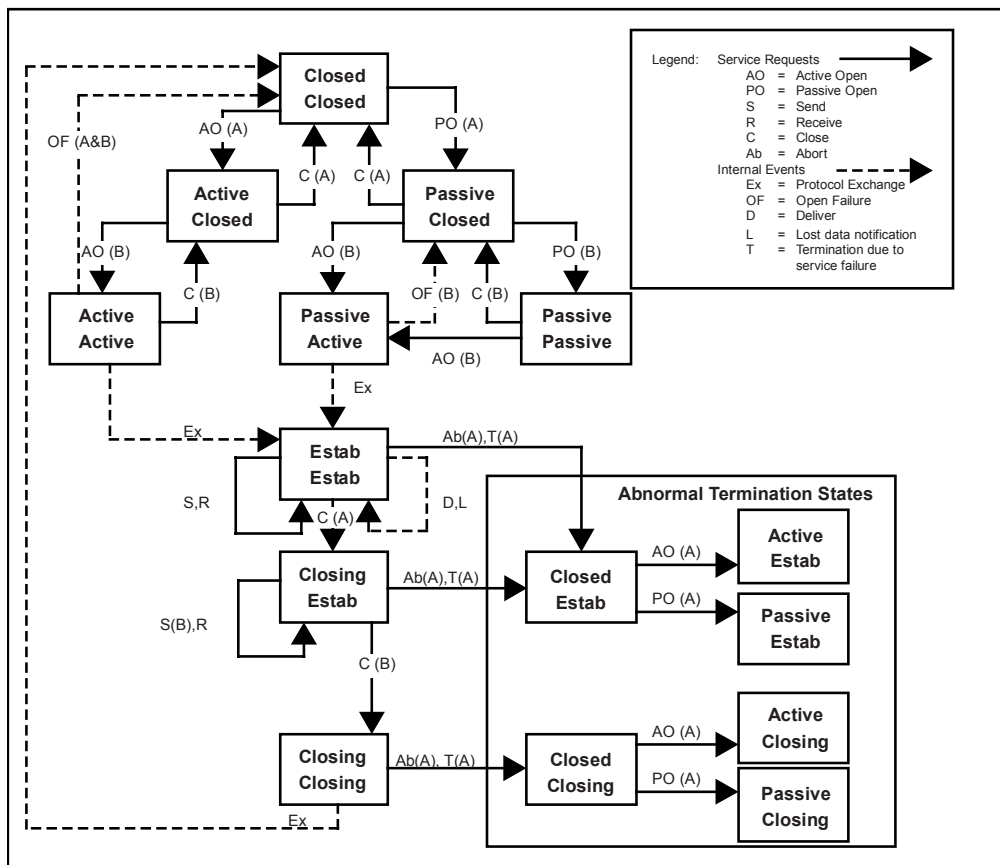 Closed
Closed
AO (A)
PO (A)
OF (A&B)
C (A)
C (A)
Active
Closed
Passive
Closed
AO (B)
C (B)
AO (B)
OF (B)
C (B)
PO (B)
Active
Active
Passive
Active
Passive
Passive
AO (B)
Ex
Ex
Estab
Estab
Ab(A),T(A)
S,R
D,L
C (A)
Closing
Estab
Ab(A),T(A)
S(B),R
C (B)
Closing
Closing
Ab(A), T(A)
Ex
Abnormal Termination States
Closed
Estab
AO (A)
Active
Estab
PO (A)
Passive
Estab
Closed
Closing
AO (A)
Active
Closing
PO (A)
Passive
Closing
Legend: Service Requests
AO = Active Open
PO = Passive Open
S = Send
R = Receive
C = Close
Ab = Abort
Internal Events
Ex = Protocol Exchange
OF = Open Failure
D = Deliver
L = Lost data notification
T = Termination due to
service failure